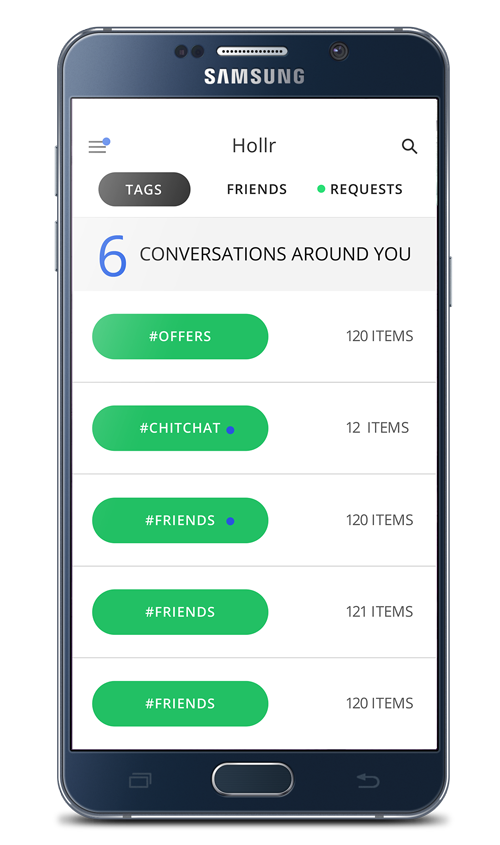 SAMSUNG
Hollr
TAGS FRIENDS REQUESTS
6 CONVERSATIONS AROUND YOU
#OFFERS 120 ITEMS
#CHITCHAT 12 ITEMS
#FRIENDS 120 ITEMS
#FRIENDS 121 ITEMS
#FRIENDS 120 ITEMS